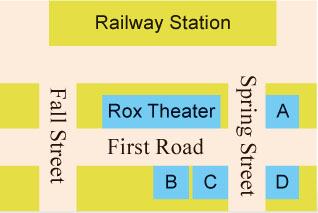 Railway Station
Fall Street
Rox Theater
Spring Street
A
First Road
B
C
D